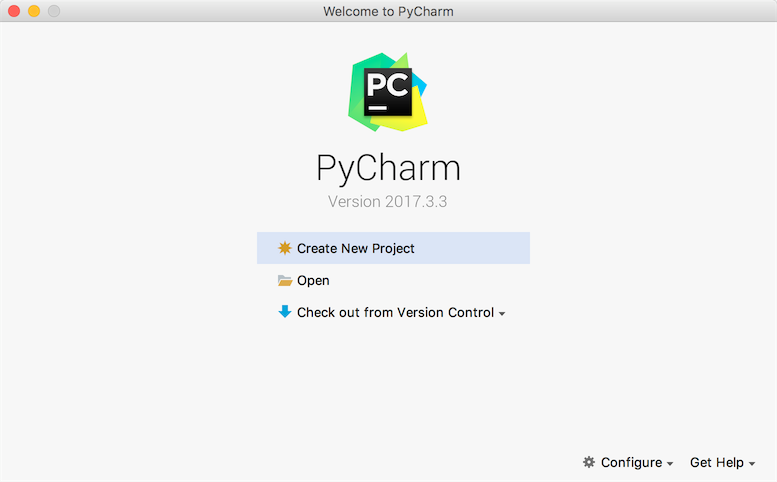 Welcome to PyCharm
PC
PyCharm
Version 2017.3.3
Create New Project
Open
Check out from Version Control
Configure
Get Help